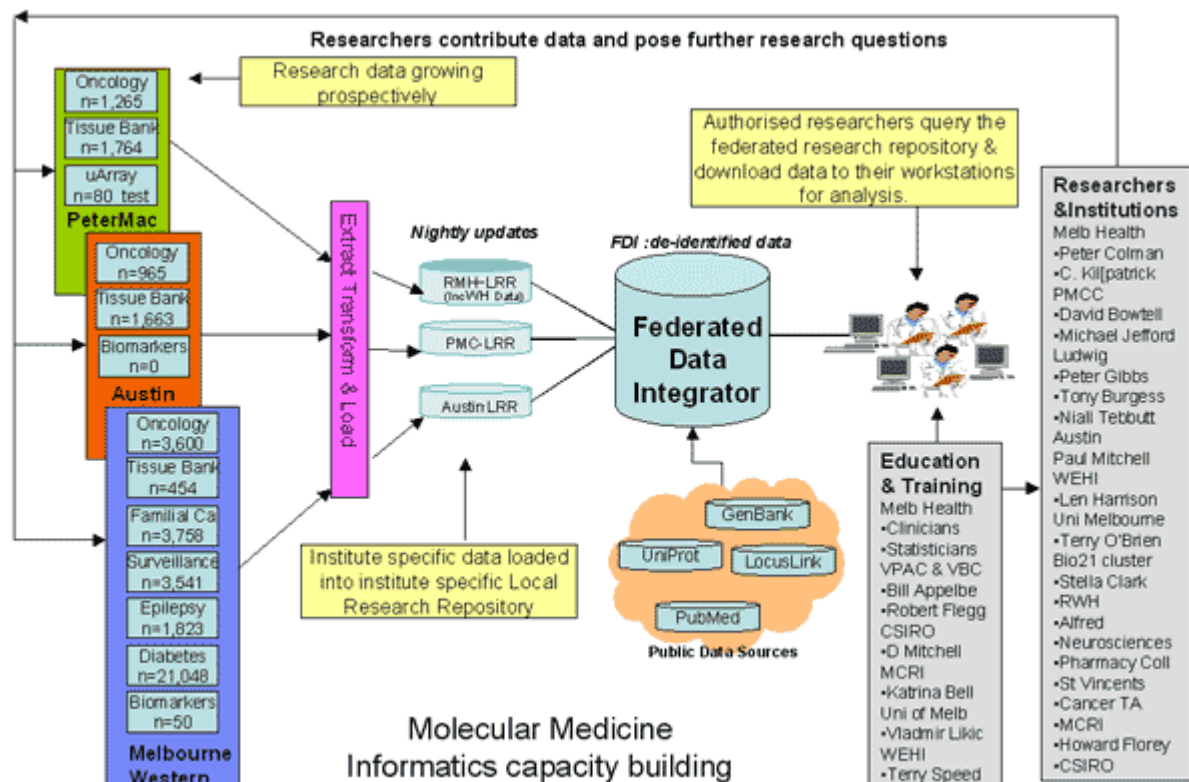 Researchers contribute data and pose further research questions
Research data growing
prospectively
Oncology
n=1,265
Tissue Bank
n=1,764
uArray
n=80 test
PeterMac
Oncology
n=965
Tissue Bank
n=1,663
Biomarkers
n=0
Austin
Oncology
n=3,600
Tissue Bank
n=454
Familial Ca
n=3,758
Surveillance
n=3,541
Epilepsy
n=1,823
Diabetes
n=21,048
Biomarkers
n=50
Melbourne
Western
Extract Transform & Load
Nightly updates
RMH-LRR
(IncWH Data)
PMC-LRR
Austin LRR
Institute specific data loaded
into institute specific Local
Research Repository
FDI :de-identified data
Federated
Data
Integrator
GenBank
UniProt
LocusLink
PubMed
Public Data Sources
Authorised researchers query the
federated research repository &
download data to their workstations
for analysis.
Education
& Training
Melb Health
•Clinicians
•Statisticians
VPAC & VBC
•Bill Appelbe
•Robert Flegg
CSIRO
•D Mitchell
MCRI
•Katrina Bell
Uni of Melb
•Vladmir Likic
WEHI
•Terry Speed
Researchers
&Institutions
Melb Health
•Peter Colman
•C. Kil[patrick
PMCC
•David Bowtell
•Michael Jefford
Ludwig
•Peter Gibbs
•Tony Burgess
•Niall Tebbutt
Austin
Paul Mitchell
WEHI
•Len Harrison
Uni Melbourne
•Terry O'Brien
Bio21 cluster
•Stella Clark
•RWH
•Alfred
•Neurosciences
•Pharmacy Coll
•St Vincents
•Cancer TA
•MCRI
•Howard Florey
•CSIRO
Molecular Medicine
Informatics capacity building